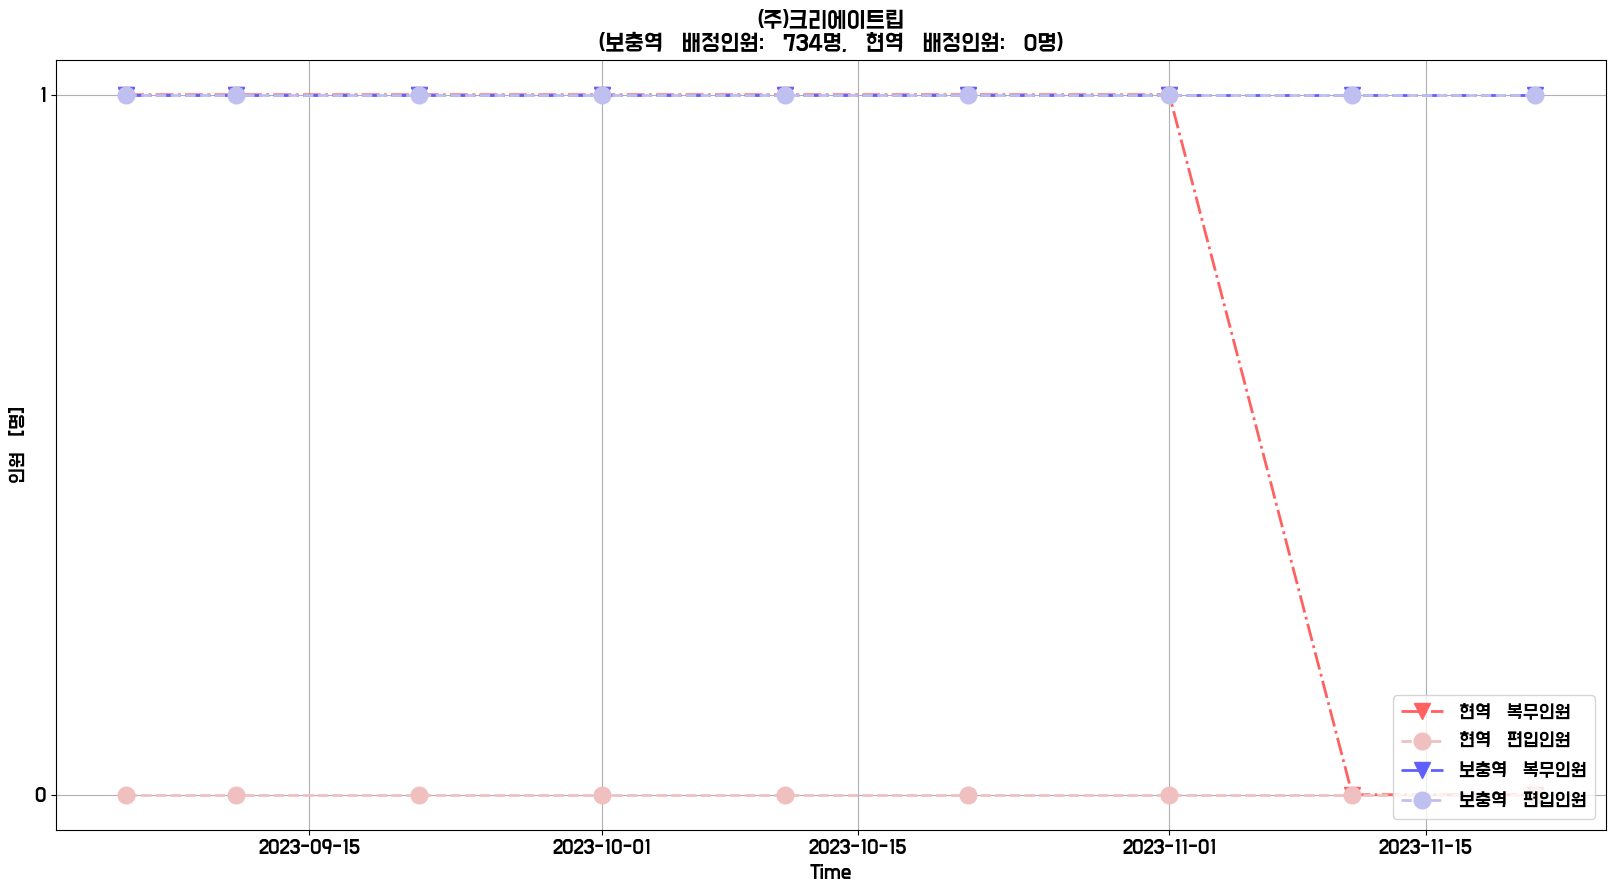 (주)크리에이트립
(보충역 배정인원: 734명, 현역 배정인원: 0명)
1
인원 [명]
0
현역 복무인원
현역 편입인원
보충역 복무인원
보충역 편입인원
2023-09-15 2023-10-01 2023-10-15 2023-11-01 2023-11-15
Time